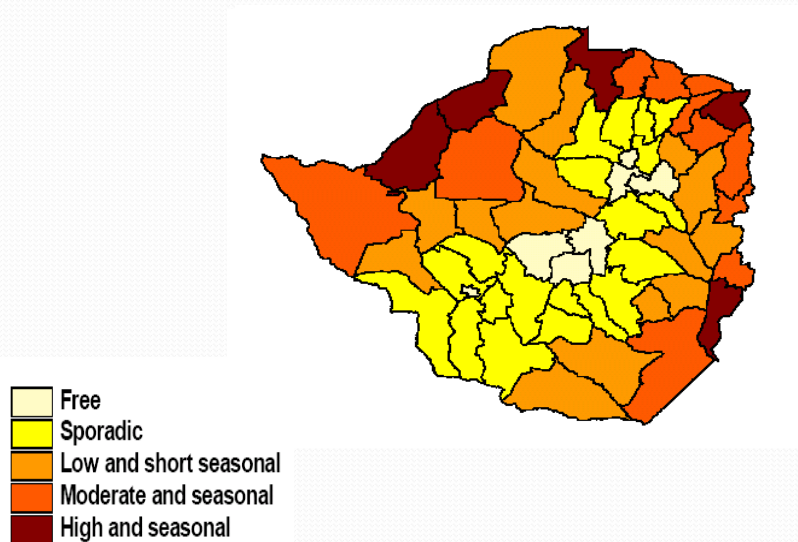 Free
Sporadic
Low and short seasonal
Moderate and seasonal
High and seasonal